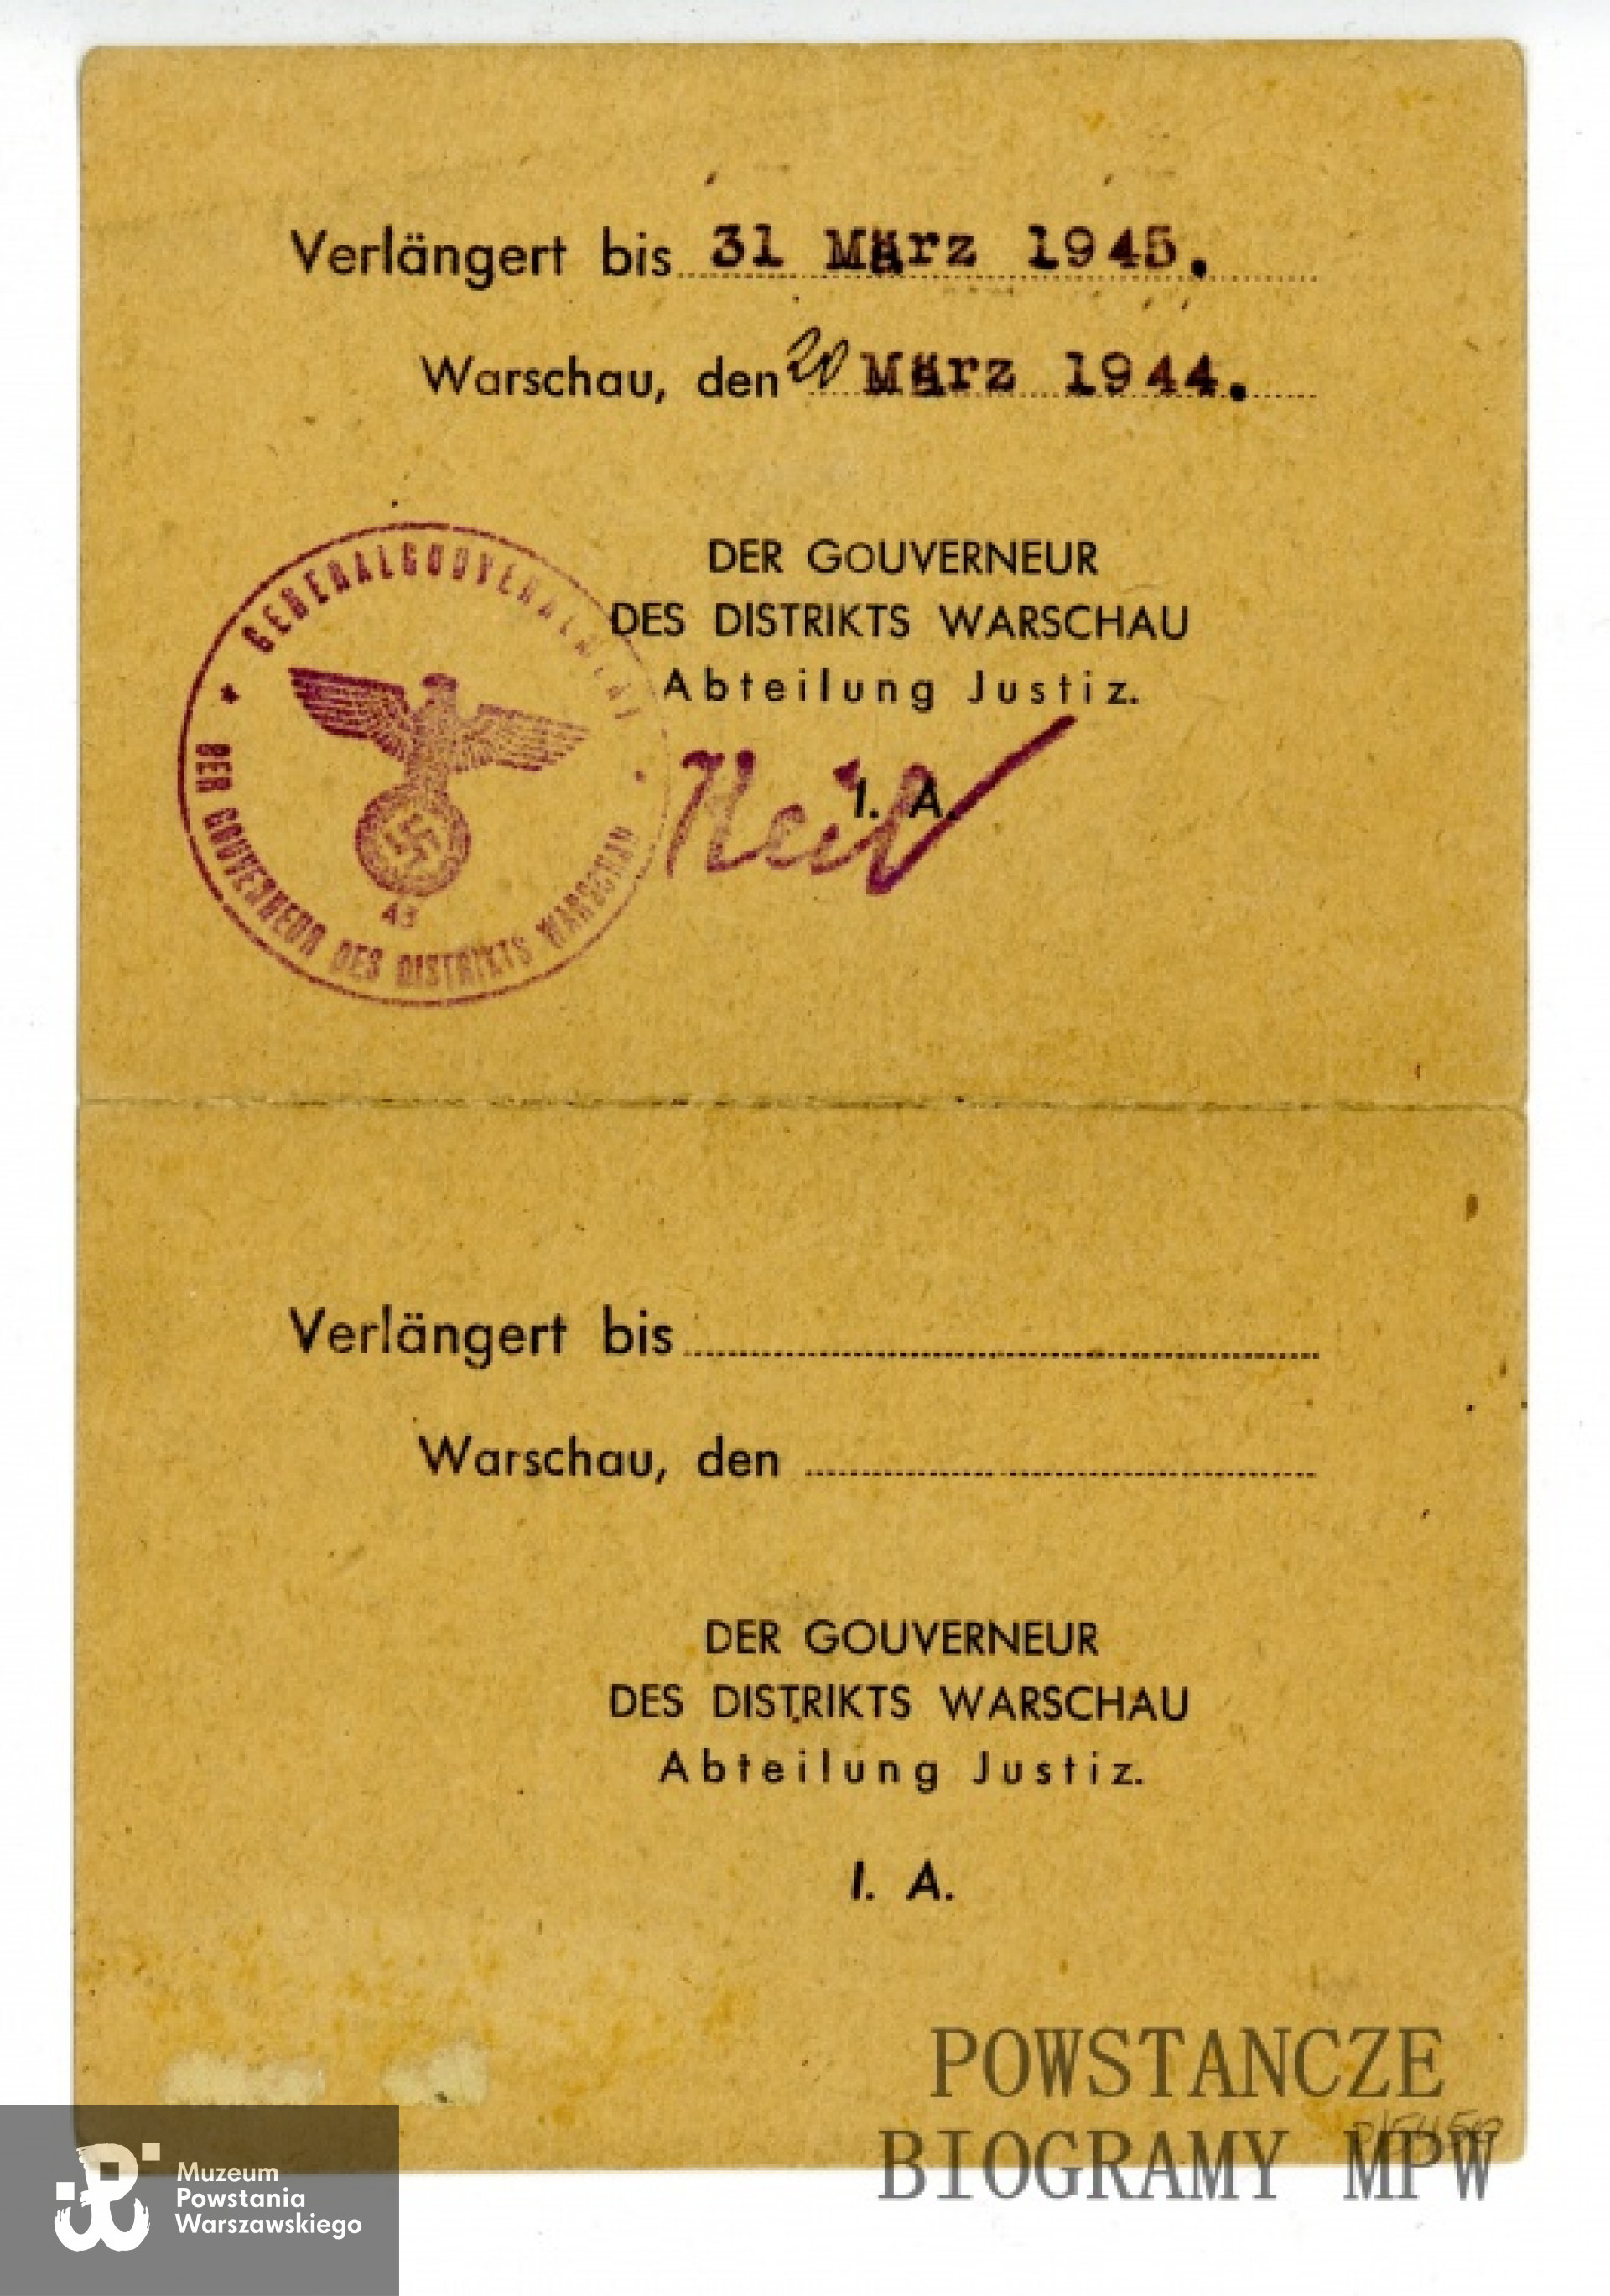 Verlängert bis 31 März 1945.
Warschau, den 20 März 1944.
DER GOUVERNEUR
DES DISTRIKTS WARSCHAU
Abteilung Justiz.
I. A.
* GENERALGOUVERNEMENT
DER GOUVERNEUR DES DISTRIKTS WARSCHAU
43
Verlängert bis
Warschau, den
DER GOUVERNEUR
DES DISTRIKTS WARSCHAU
Abteilung Justiz.
I. A.
POWSTANCZE
BIOGRAMY MPW
Muzeum
Powstania
Warszawskiego